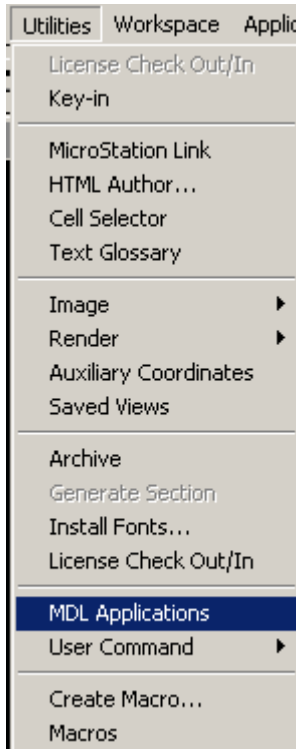 Utilities Workspace Applic
License Check Out/In
Key-in
MicroStation Link
HTML Author...
Cell Selector
Text Glossary
Image
Render
Auxiliary Coordinates
Saved Views
Archive
Generate Section
Install Fonts...
License Check Out/In
MDL Applications
User Command
Create Macro...
Macros